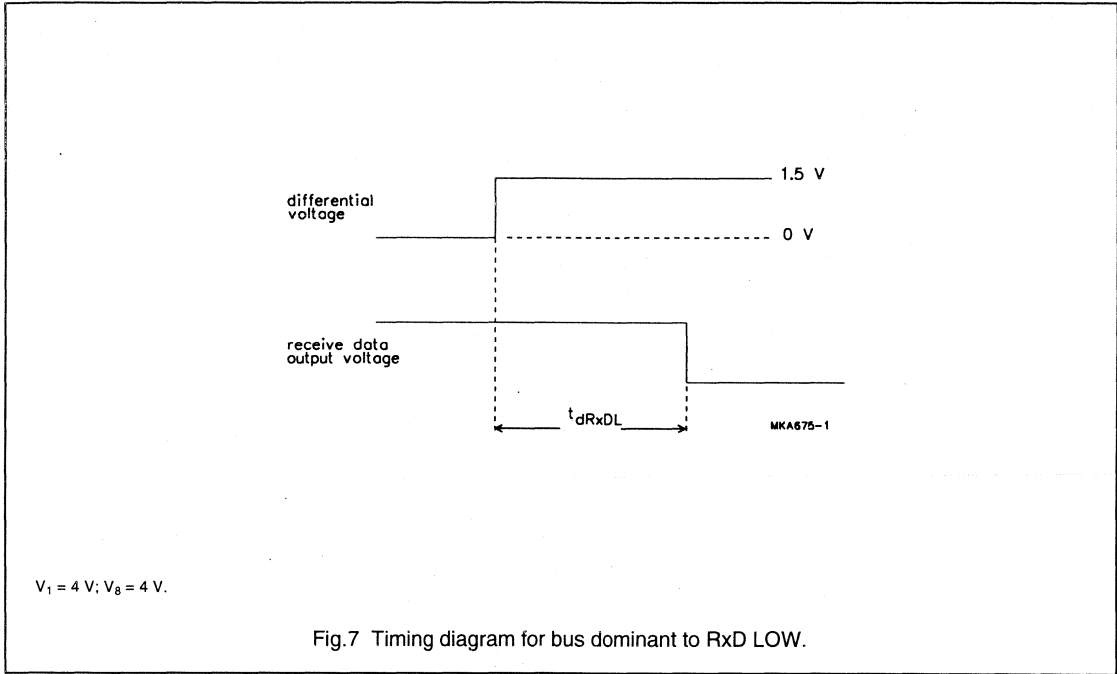 differential
voltage
1.5 V
0 V
receive data
output voltage
tdRxDL
MKA675-1
V1 = 4 V; V8 = 4 V.
Fig.7 Timing diagram for bus dominant to RxD LOW.